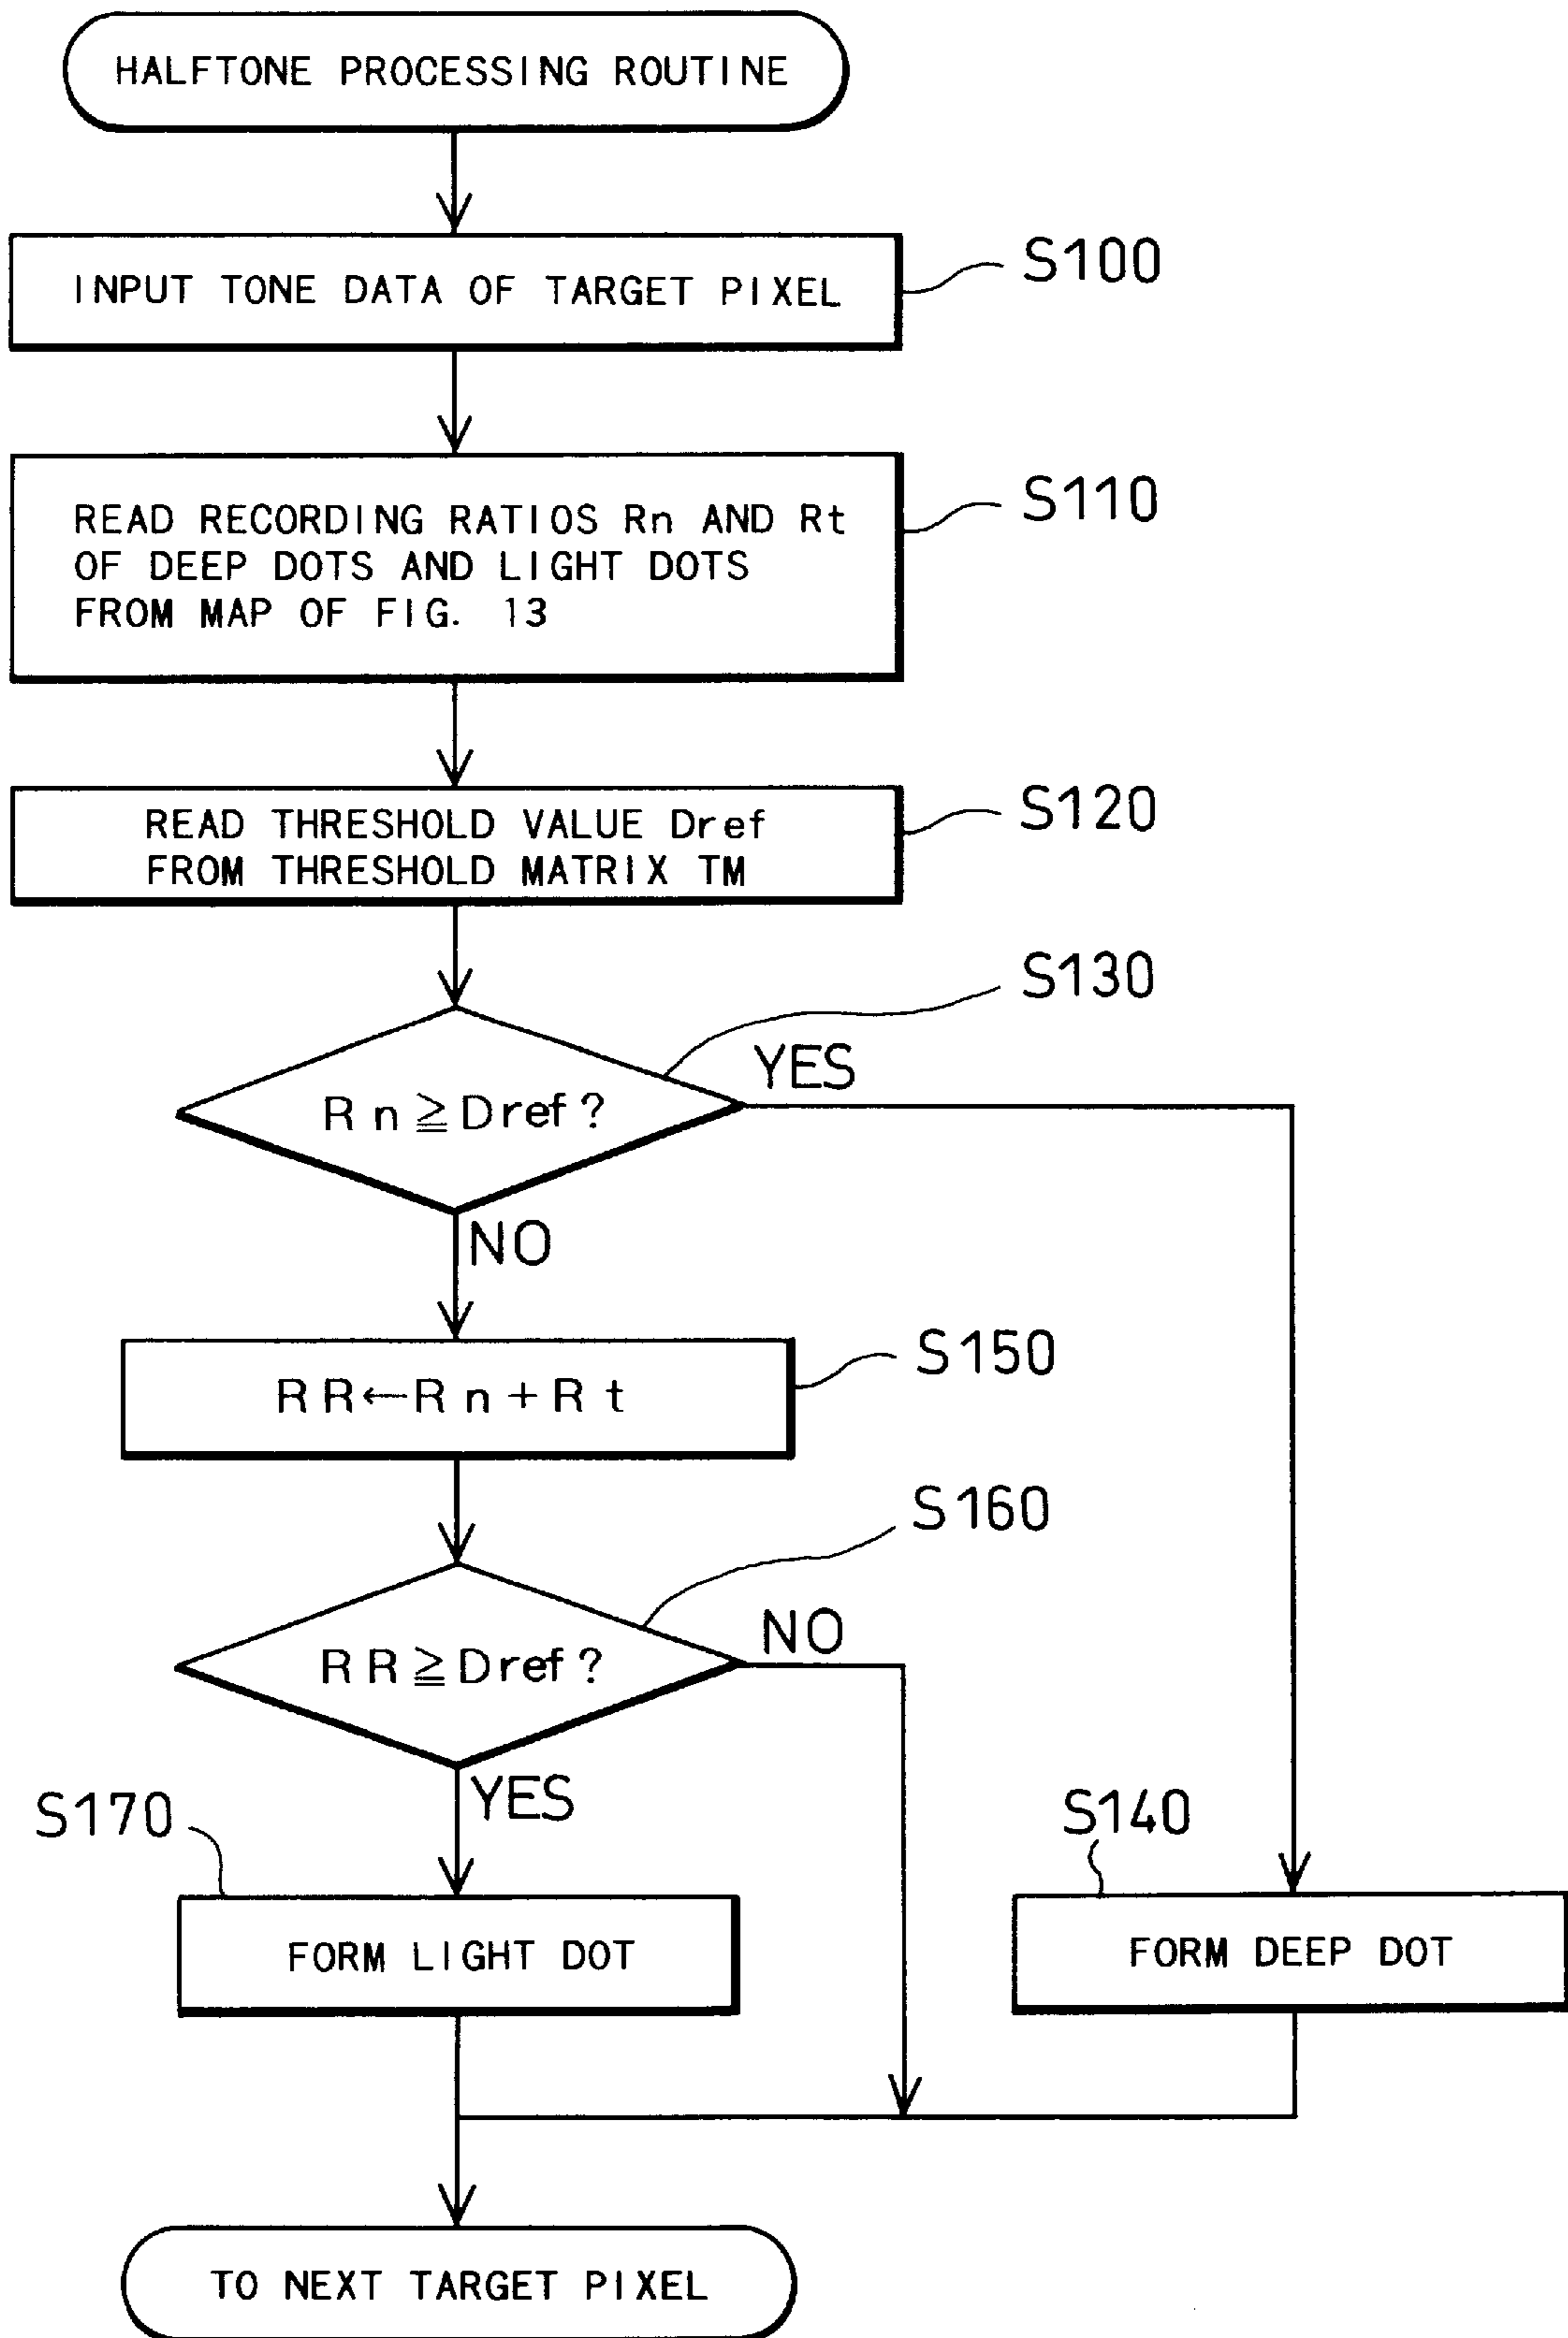 HALFTONE PROCESSING ROUTINE
INPUT TONE DATA OF TARGET PIXEL
S100
READ RECORDING RATIOS Rn AND Rt
OF DEEP DOTS AND LIGHT DOTS
FROM MAP OF FIG. 13
S110
READ THRESHOLD VALUE Dref
FROM THRESHOLD MATRIX TM
S120
S130
Rn≧Dref?
YES
NO
RR←Rn+Rt
S150
S160
RR≧Dref?
NO
YES
S170
S140
FORM LIGHT DOT
FORM DEEP DOT
TO NEXT TARGET PIXEL